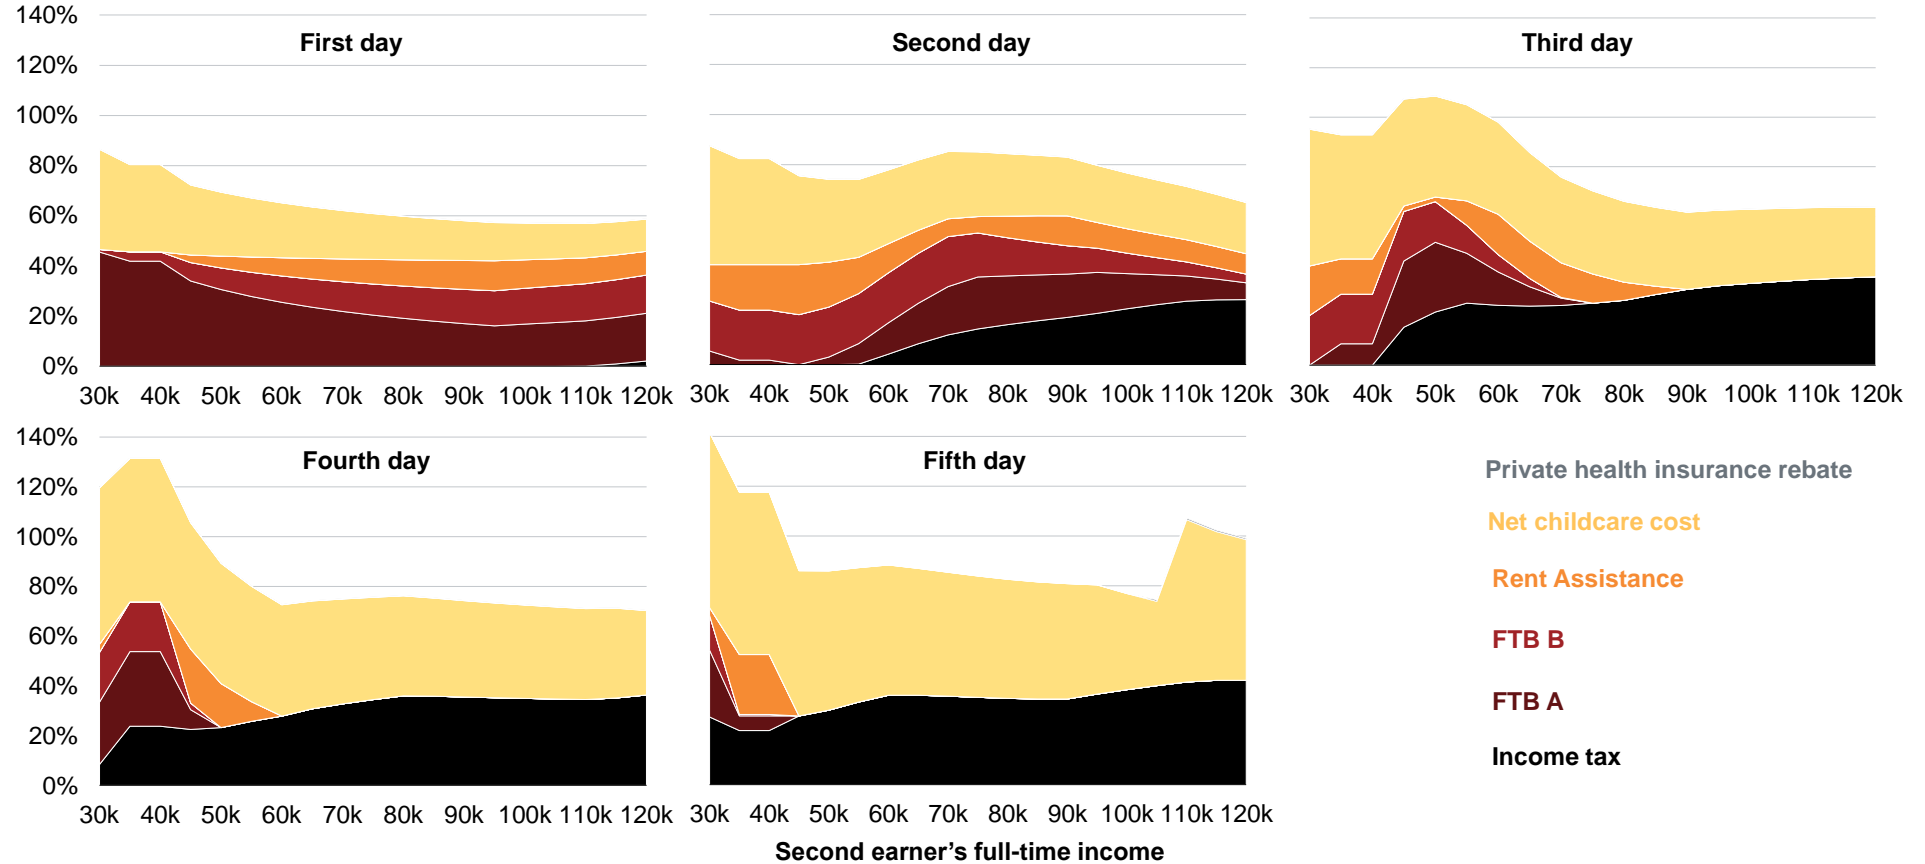 140%
120%
100%
80%
60%
40%
20%
0%
First day
30k 40k 50k 60k 70k 80k 90k 100k 110k 120k
Second day
30k 40k 50k 60k 70k 80k 90k 100k 110k 120k
Third day
30k 40k 50k 60k 70k 80k 90k 100k 110k 120k
140%
120%
100%
80%
60%
40%
20%
0%
Fourth day
30k 40k 50k 60k 70k 80k 90k 100k 110k 120k
Fifth day
30k 40k 50k 60k 70k 80k 90k 100k 110k 120k
Second earner's full-time income
Private health insurance rebate
Net childcare cost
Rent Assistance
FTB B
FTB A
Income tax